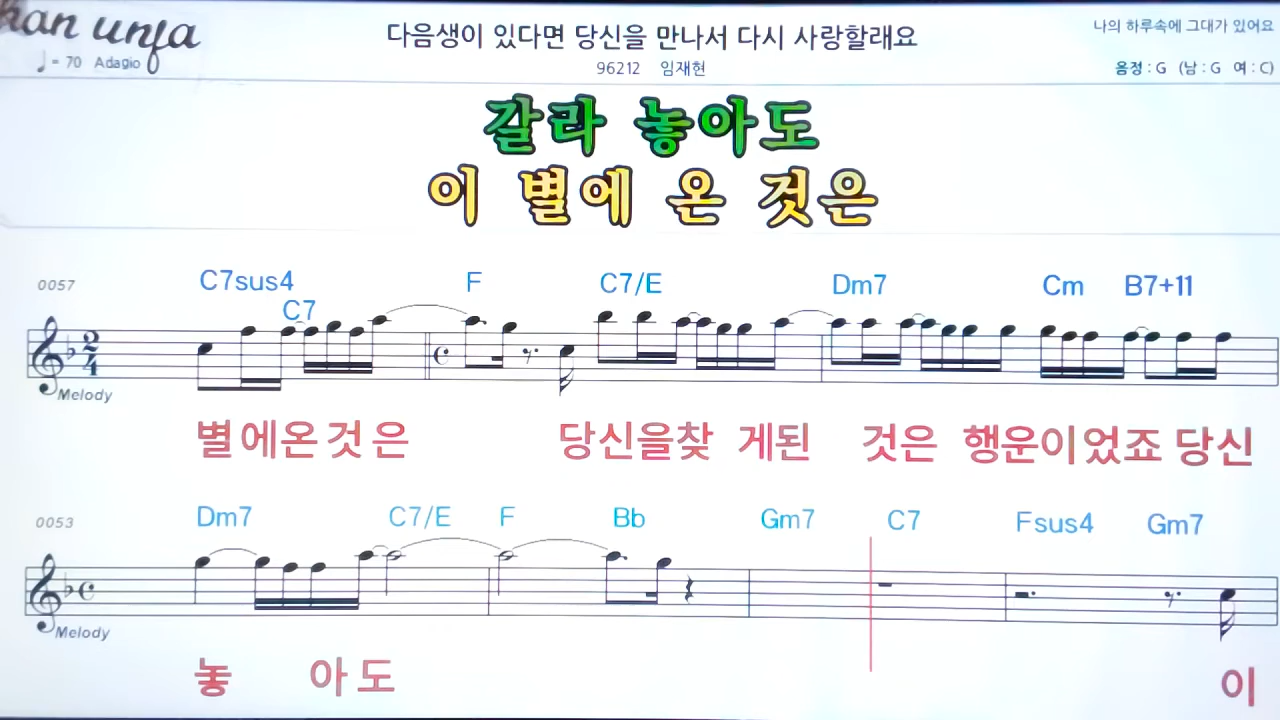 han unja
다음생이 있다면 당신을 만나서 다시 사랑할래요
나의 하루속에 그대가 있어요
♩= 70 Adagio
96212 임재현
음정 : G (남 : G 여 : C)
갈라 놓아도
이 별에 온 것은
0057 C7sus4 C7 F C7/E Dm7 Cm B7+11
2
4
Melody
별에온것은 당신을찾 게된 것은 행운이었죠 당신
0053 Dm7 C7/E F Bb Gm7 C7 Fsus4 Gm7
Melody
놓 아도 이